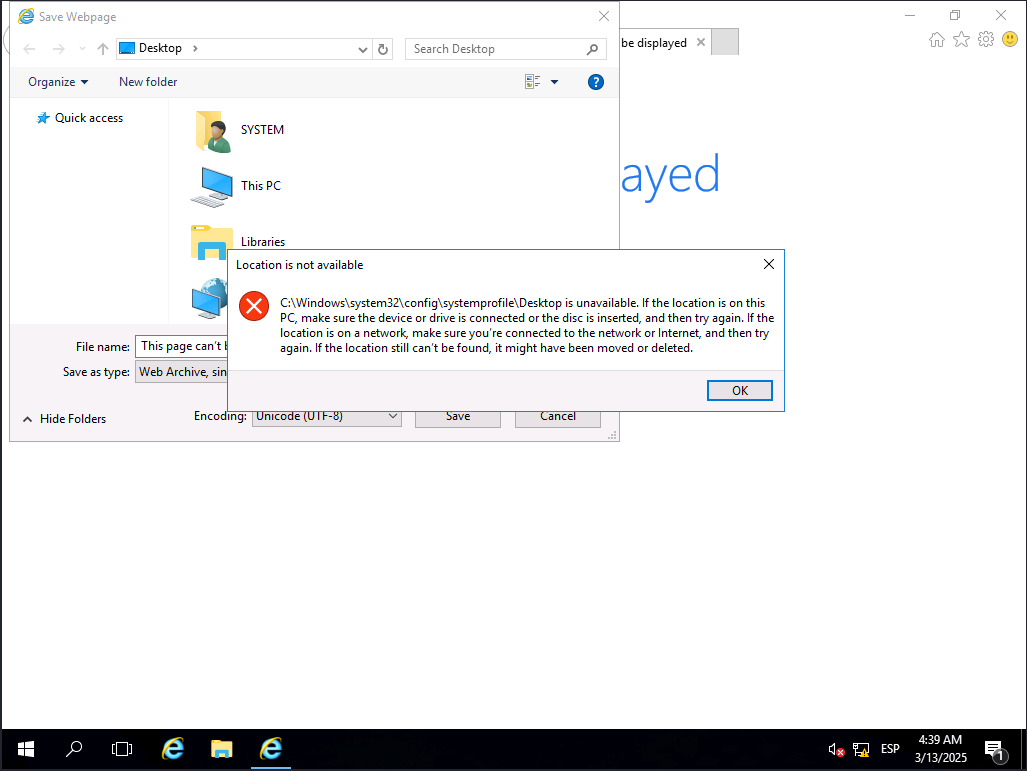 Save Webpage
Desktop
Search Desktop
be displayed
Organize
New folder
Quick access
SYSTEM
This PC
Libraries
ayed
Location is not available
C:\Windows\system32\config\systemprofile\Desktop is unavailable. If the location is on this
PC, make sure the device or drive is connected or the disc is inserted, and then try again. If the
location is on a network, make sure you're connected to the network or Internet, and then try
again. If the location still can't be found, it might have been moved or deleted.
OK
File name: This page can't b
Save as type: Web Archive, sin
Hide Folders
Encoding: Unicode (UTF-8)
Save
Cancel
ESP
4:39 AM
3/13/2025
1